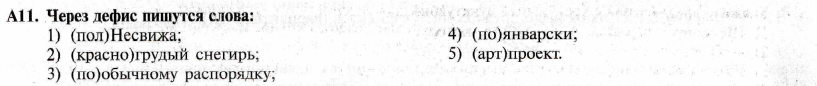 А11. Через дефис пишутся слова:
1) (пол)Несвижа;
2) (красно)грудый снегирь;
3) (по)обычному распорядку;
4) (по)январски;
5) (арт)проект.